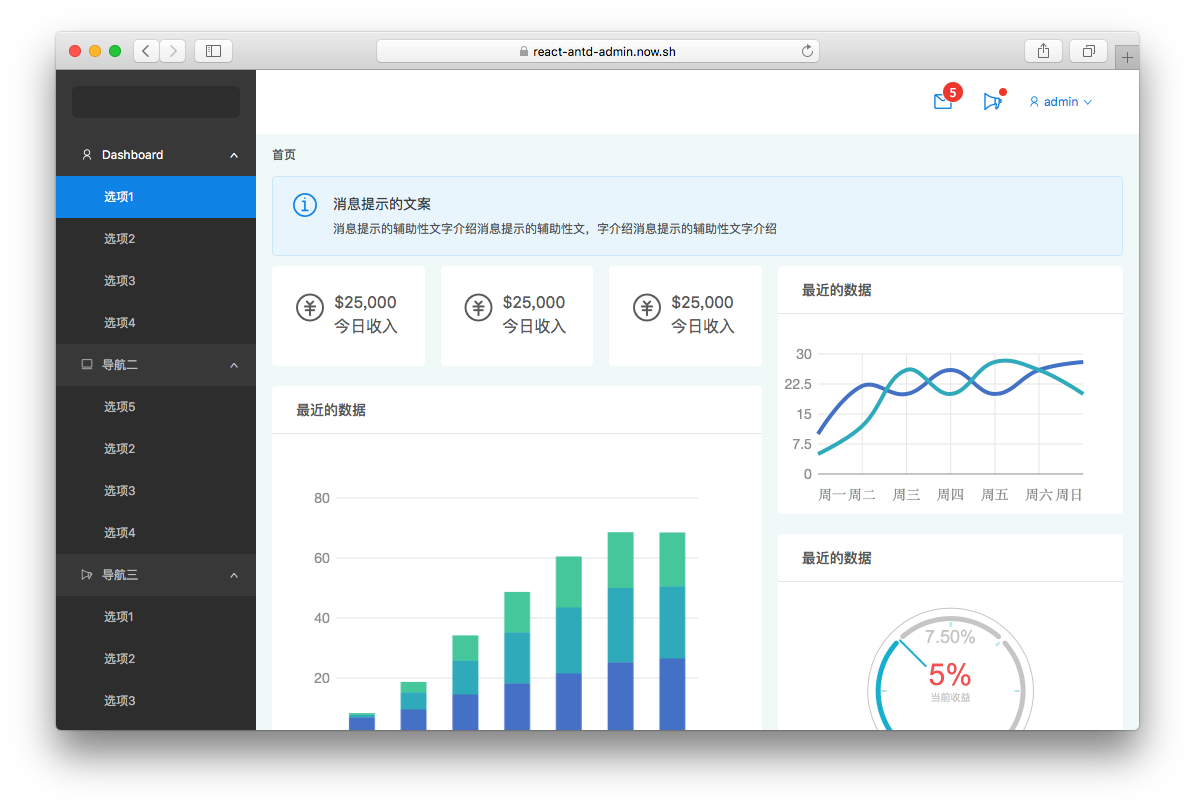 react-antd-admin.now.sh
5
admin
Dashboard
选项1
选项2
选项3
选项4
导航二
选项5
选项2
选项3
选项4
导航三
选项1
选项2
选项3
首页
消息提示的文案
消息提示的辅助性文字介绍消息提示的辅助性文，字介绍消息提示的辅助性文字介绍
$25,000
今日收入
$25,000
今日收入
$25,000
今日收入
最近的数据
80
60
40
20
最近的数据
30
22.5
15
7.5
0
周一 周二 周三 周四 周五 周六 周日
最近的数据
7.50%
5%
当前收益